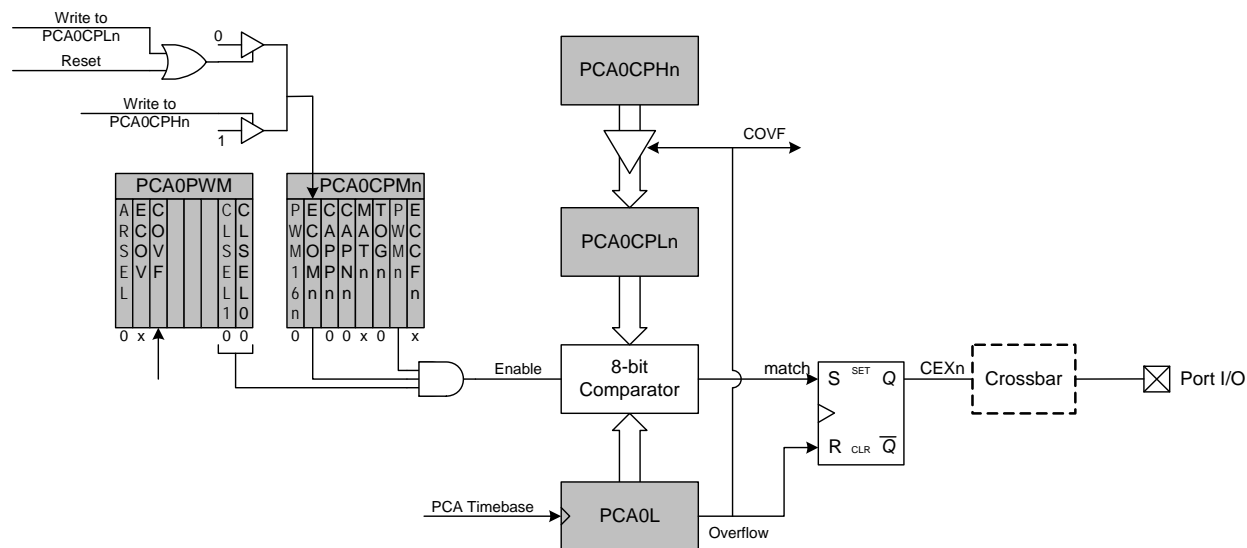 Write to
PCA0CPLn
Reset
0
Write to
PCA0CPHn
1
PCA0CPHn
COVF
PCA0PWM
ARSEL
ECOV
COVF
CLSEL1
CLSEL0
0 x 0 0
PCA0CPMn
PWM16n
ECOMn
CAPPn
CAPNn
MATn
TOGn
PWMn
ECCFn
0 0 0 x 0 x
PCA0CPLn
Enable
8-bit
Comparator
match
S SET Q
R CLR Q
CEXn
Crossbar
Port I/O
PCA Timebase
PCA0L
Overflow